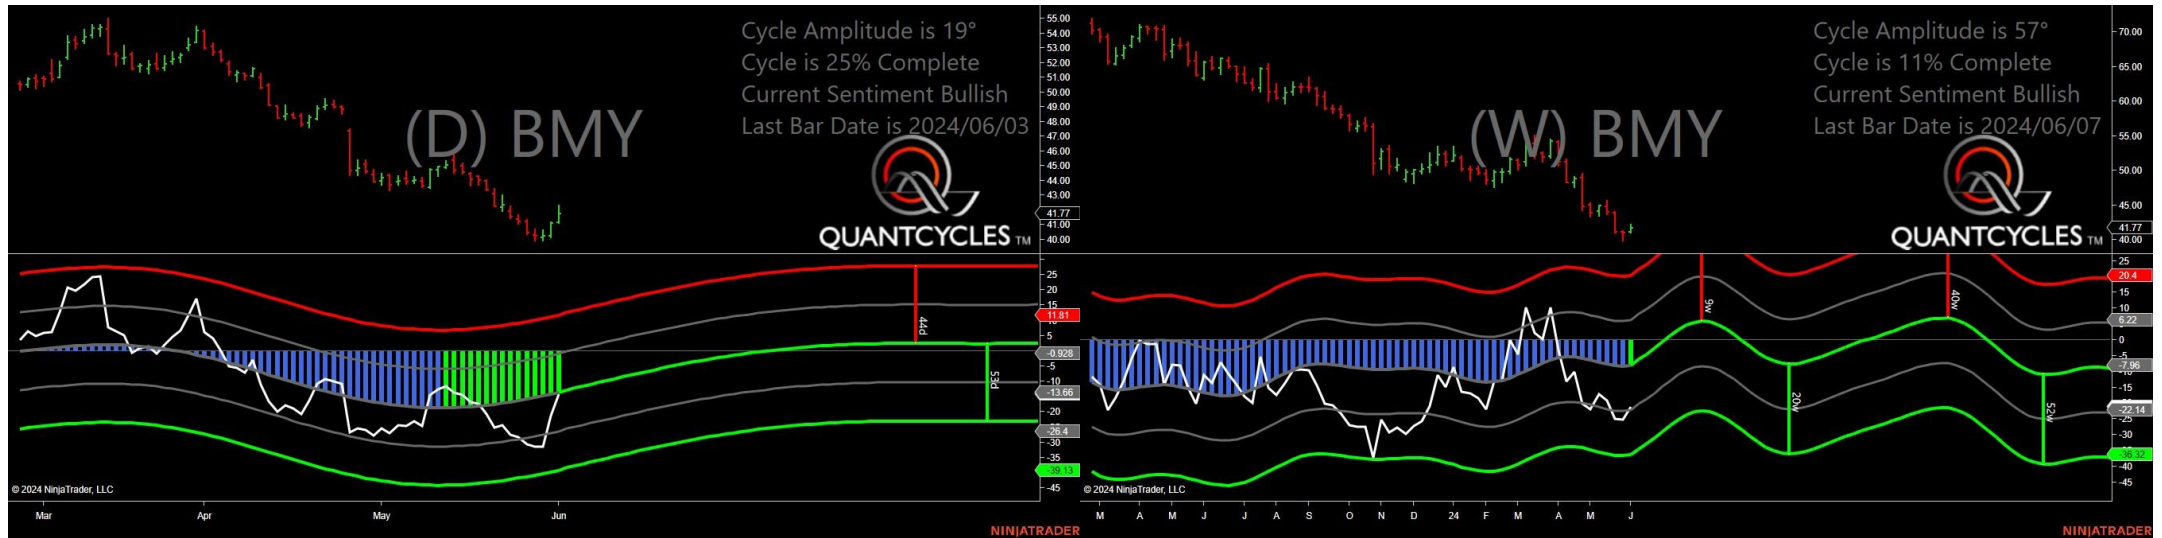 Cycle Amplitude is 19°
Cycle is 25% Complete
Current Sentiment Bullish
Last Bar Date is 2024/06/03
(D) BMY
QUANTCYCLES TM
55.00
54.00
53.00
52.00
51.00
50.00
49.00
48.00
47.00
46.00
45.00
44.00
43.00
41.77
41.00
40.00
25
20
15
11.81
5
-0.928
-5
-10
-13.66
-20
-26.4
-30
-35
-39.13
-45
44d
53d
© 2024 NinjaTrader, LLC
Mar Apr May Jun
NINJATRADER
Cycle Amplitude is 57°
Cycle is 11% Complete
Current Sentiment Bullish
Last Bar Date is 2024/06/07
(W) BMY
QUANTCYCLES TM
70.00
65.00
60.00
55.00
50.00
45.00
41.77
40.00
25
20.4
15
10
6.22
0
-7.96
-15
-22.14
-25
-30
-36.32
-40
-45
9w
20w
40w
52w
© 2024 NinjaTrader, LLC
M A M J J A S O N D 24 F M A M J
NINJATRADER